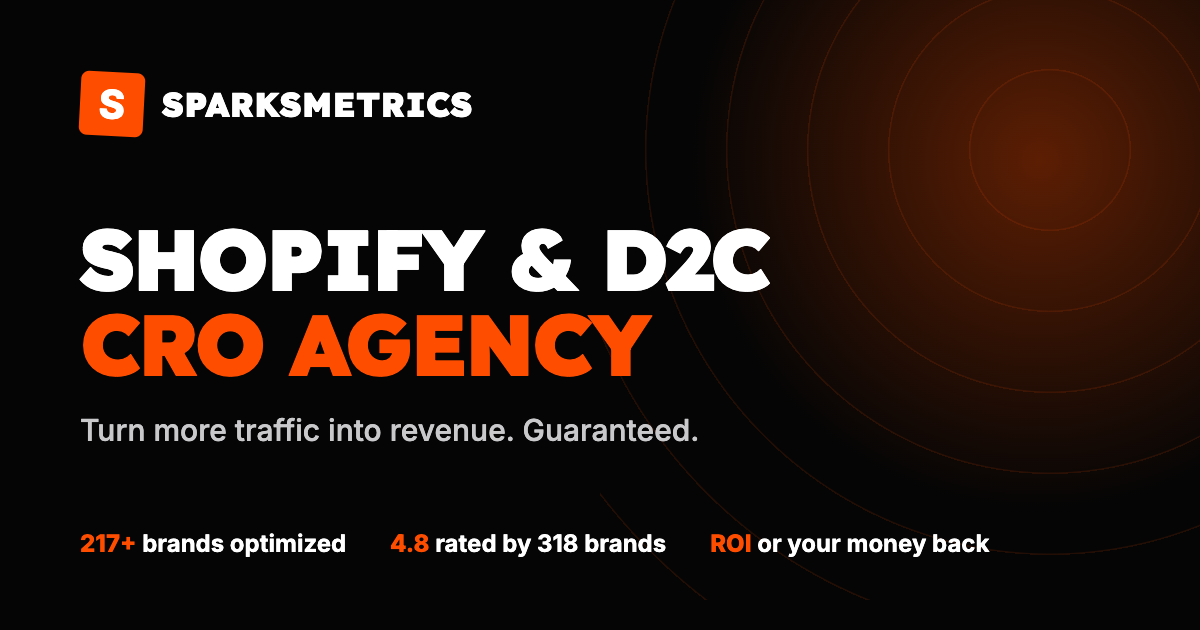 S SPARKSMETRICS
SHOPIFY & D2C
CRO AGENCY
Turn more traffic into revenue. Guaranteed.
217+ brands optimized 4.8 rated by 318 brands ROI or your money back